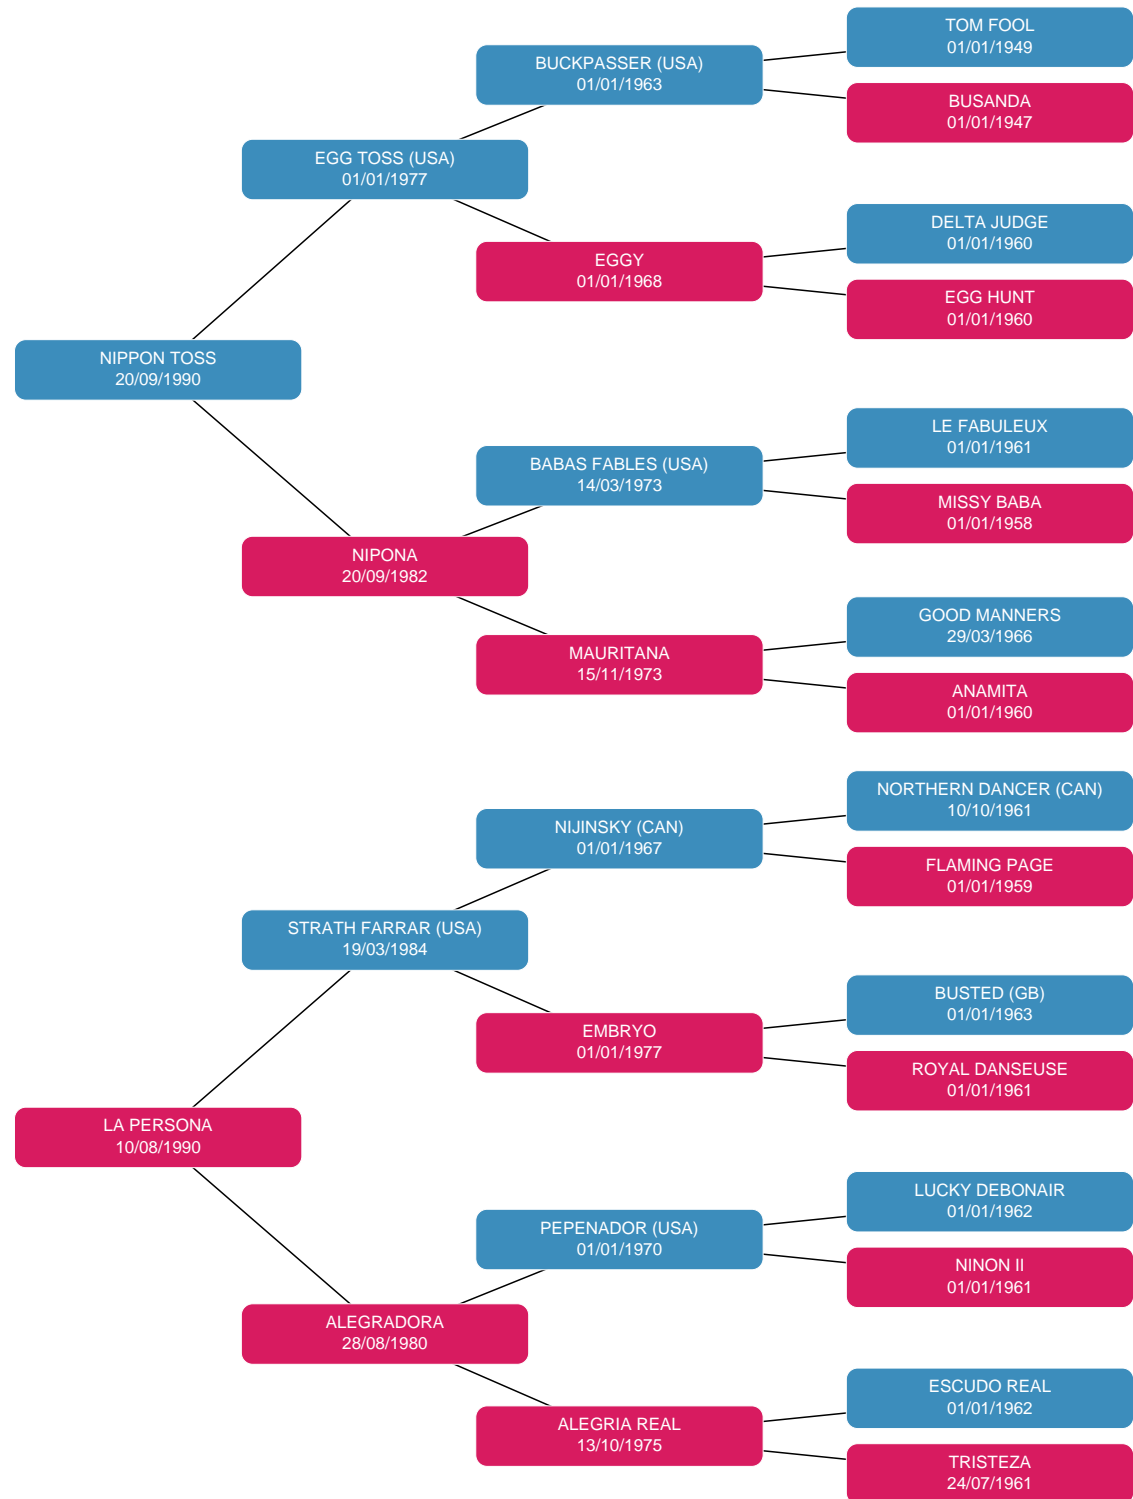 TOM FOOL
01/01/1949
BUCKPASSER (USA)
01/01/1963
BUSANDA
01/01/1947
EGG TOSS (USA)
01/01/1977
DELTA JUDGE
01/01/1960
EGGY
01/01/1968
EGG HUNT
01/01/1960
NIPPON TOSS
20/09/1990
LE FABULEUX
01/01/1961
BABAS FABLES (USA)
14/03/1973
MISSY BABA
01/01/1958
NIPONA
20/09/1982
GOOD MANNERS
29/03/1966
MAURITANA
15/11/1973
ANAMITA
01/01/1960
NORTHERN DANCER (CAN)
10/10/1961
NIJINSKY (CAN)
01/01/1967
FLAMING PAGE
01/01/1959
STRATH FARRAR (USA)
19/03/1984
BUSTED (GB)
01/01/1963
EMBRYO
01/01/1977
ROYAL DANSEUSE
01/01/1961
LA PERSONA
10/08/1990
LUCKY DEBONAIR
01/01/1962
PEPENADOR (USA)
01/01/1970
NINON II
01/01/1961
ALEGRADORA
28/08/1980
ESCUDO REAL
01/01/1962
ALEGRIA REAL
13/10/1975
TRISTEZA
24/07/1961